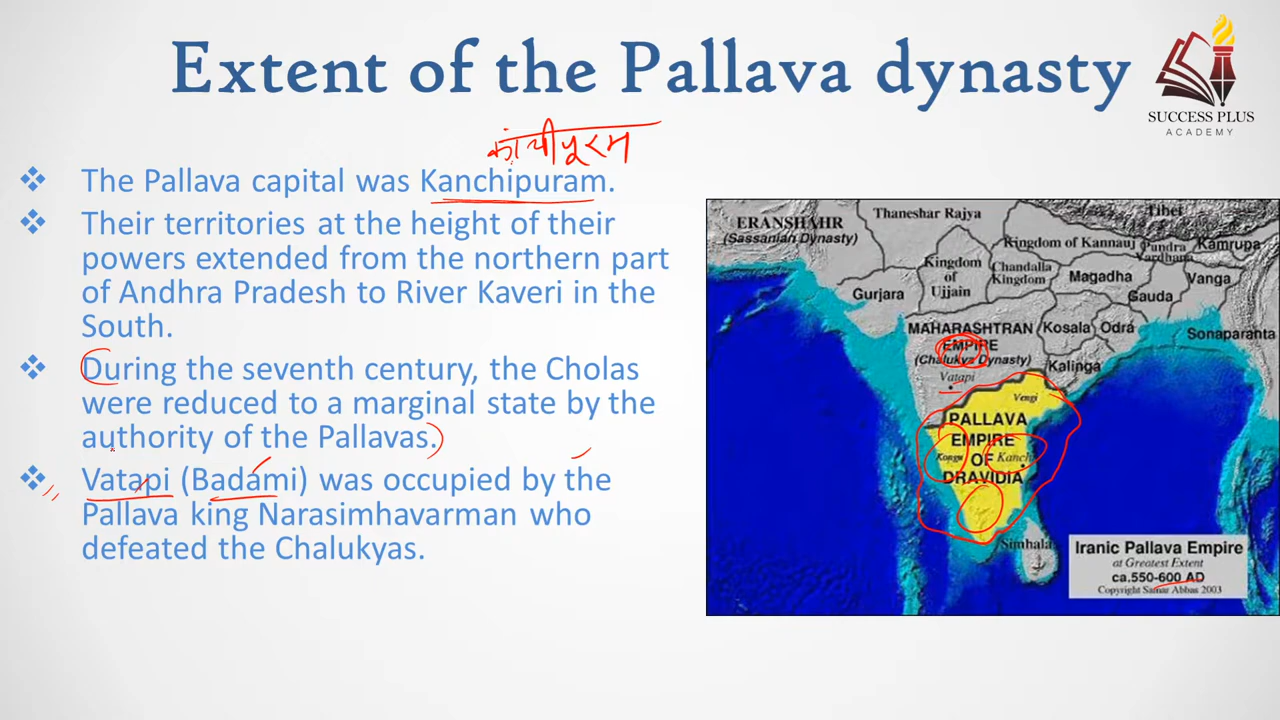 Extent of the Pallava dynasty
SUCCESS PLUS
ACADEMY
कांचीपूरम
❖ The Pallava capital was Kanchipuram.
❖ Their territories at the height of their
powers extended from the northern part
of Andhra Pradesh to River Kaveri in the
South.
❖ During the seventh century, the Cholas
were reduced to a marginal state by the
authority of the Pallavas.
❖ Vatapi (Badami) was occupied by the
Pallava king Narasimhavarman who
defeated the Chalukyas.
ERANSHAHR
(Sassanian Dynasty)
Thaneshar Rajya
Tibet
Kingdom of Kannauj
Pundra
Vardhana
Kamrupa
Kingdom
of
Ujjain
Chandalla
Kingdom
Magadha
Vanga
Gurjara
Gauda
MAHARASHTRAN
EMPIRE
(Chalukya Dynasty)
Kosala
Odra
Sonaparanta
Kalinga
Vatapi
Vengi
PALLAVA
EMPIRE
OF
DRAVIDIA
Kongu
Kanchi
Simhala
Iranic Pallava Empire
at Greatest Extent
ca.550-600 AD
Copyright Samar Abbas 2003